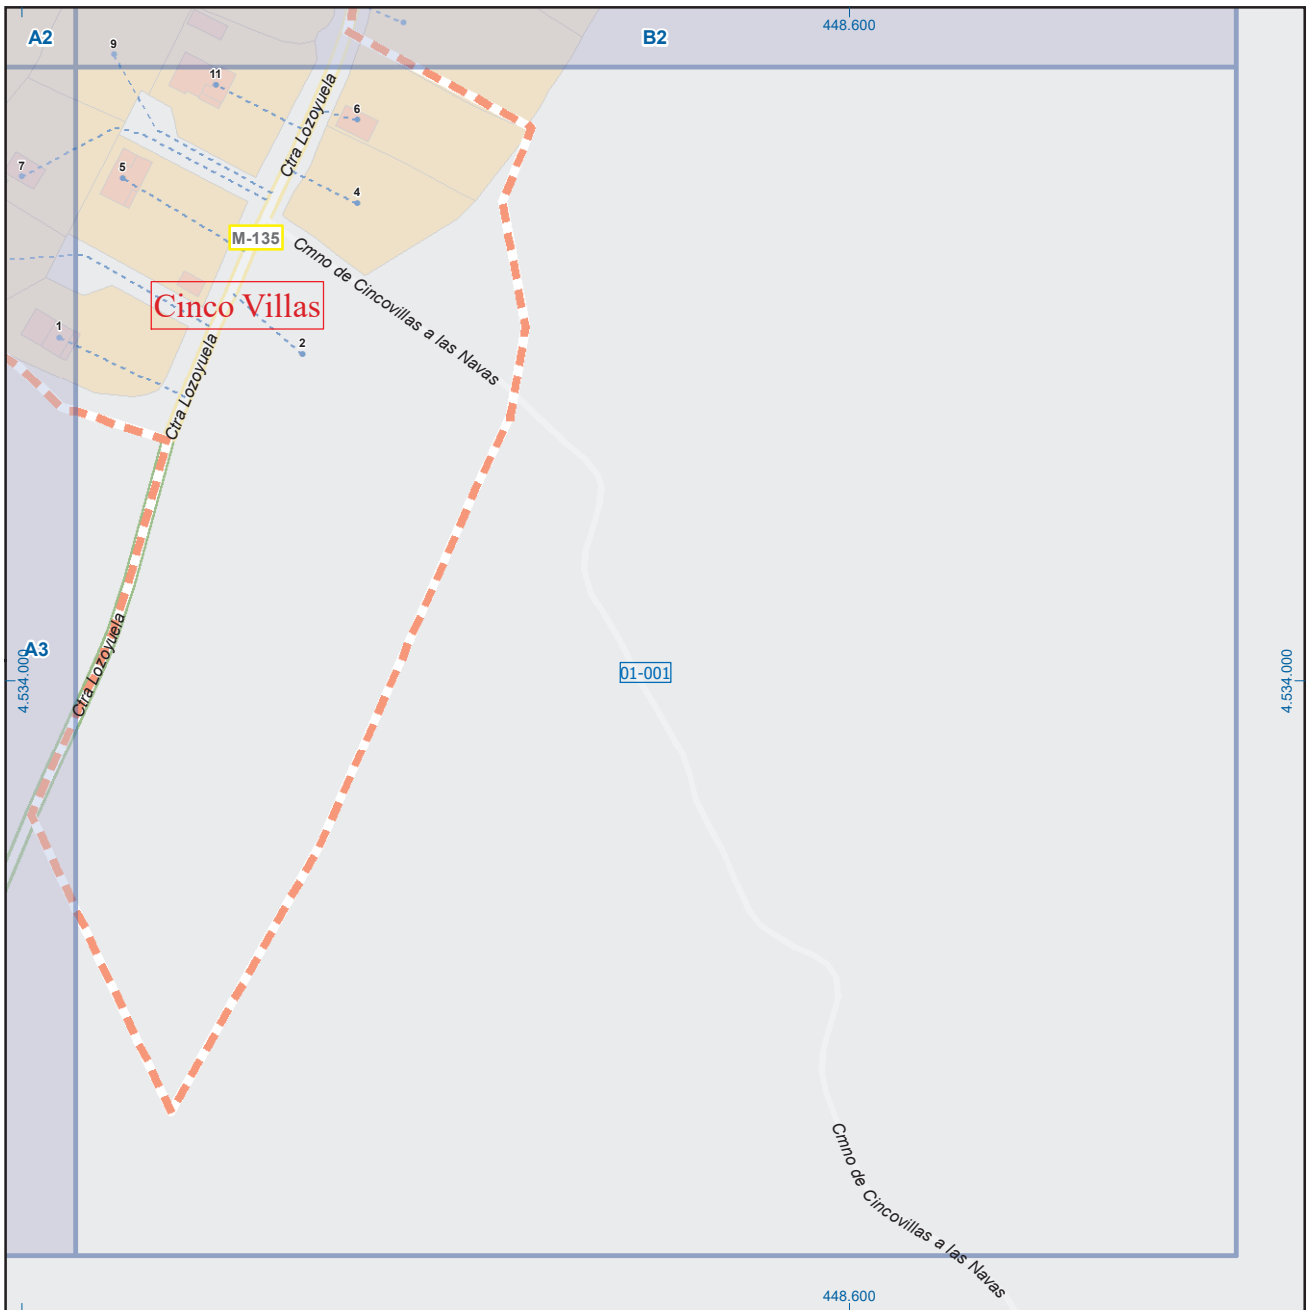 448.600
A2
B2
9
11
Ctra Lozoyuela
6
7
5
4
M-135
Cmno de Cincovillas a las Navas
Cinco Villas
1
2
Ctra Lozoyuela
A3
Ctra Lozoyuela
4.534.000
01-001
4.534.000
Cmno de Cincovillas a las Navas
448.600